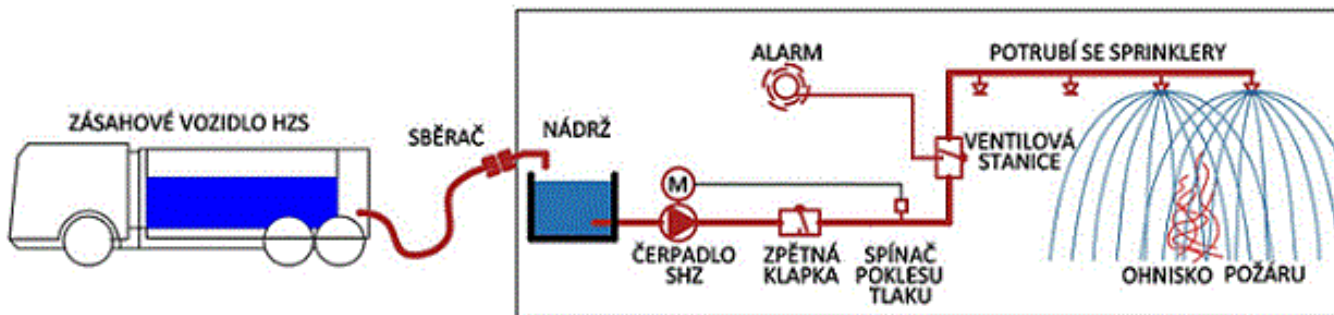 ZÁSAHOVÉ VOZIDLO HZS
SBĚRAČ
NÁDRŽ
ALARM
POTRUBÍ SE SPRINKLERY
VENTILOVÁ
STANICE
M
ČERPADLO
SHZ
ZPĚTNÁ
KLAPKA
SPÍNAČ
POKLESU
TLAKU
OHNISKO POŽÁRU